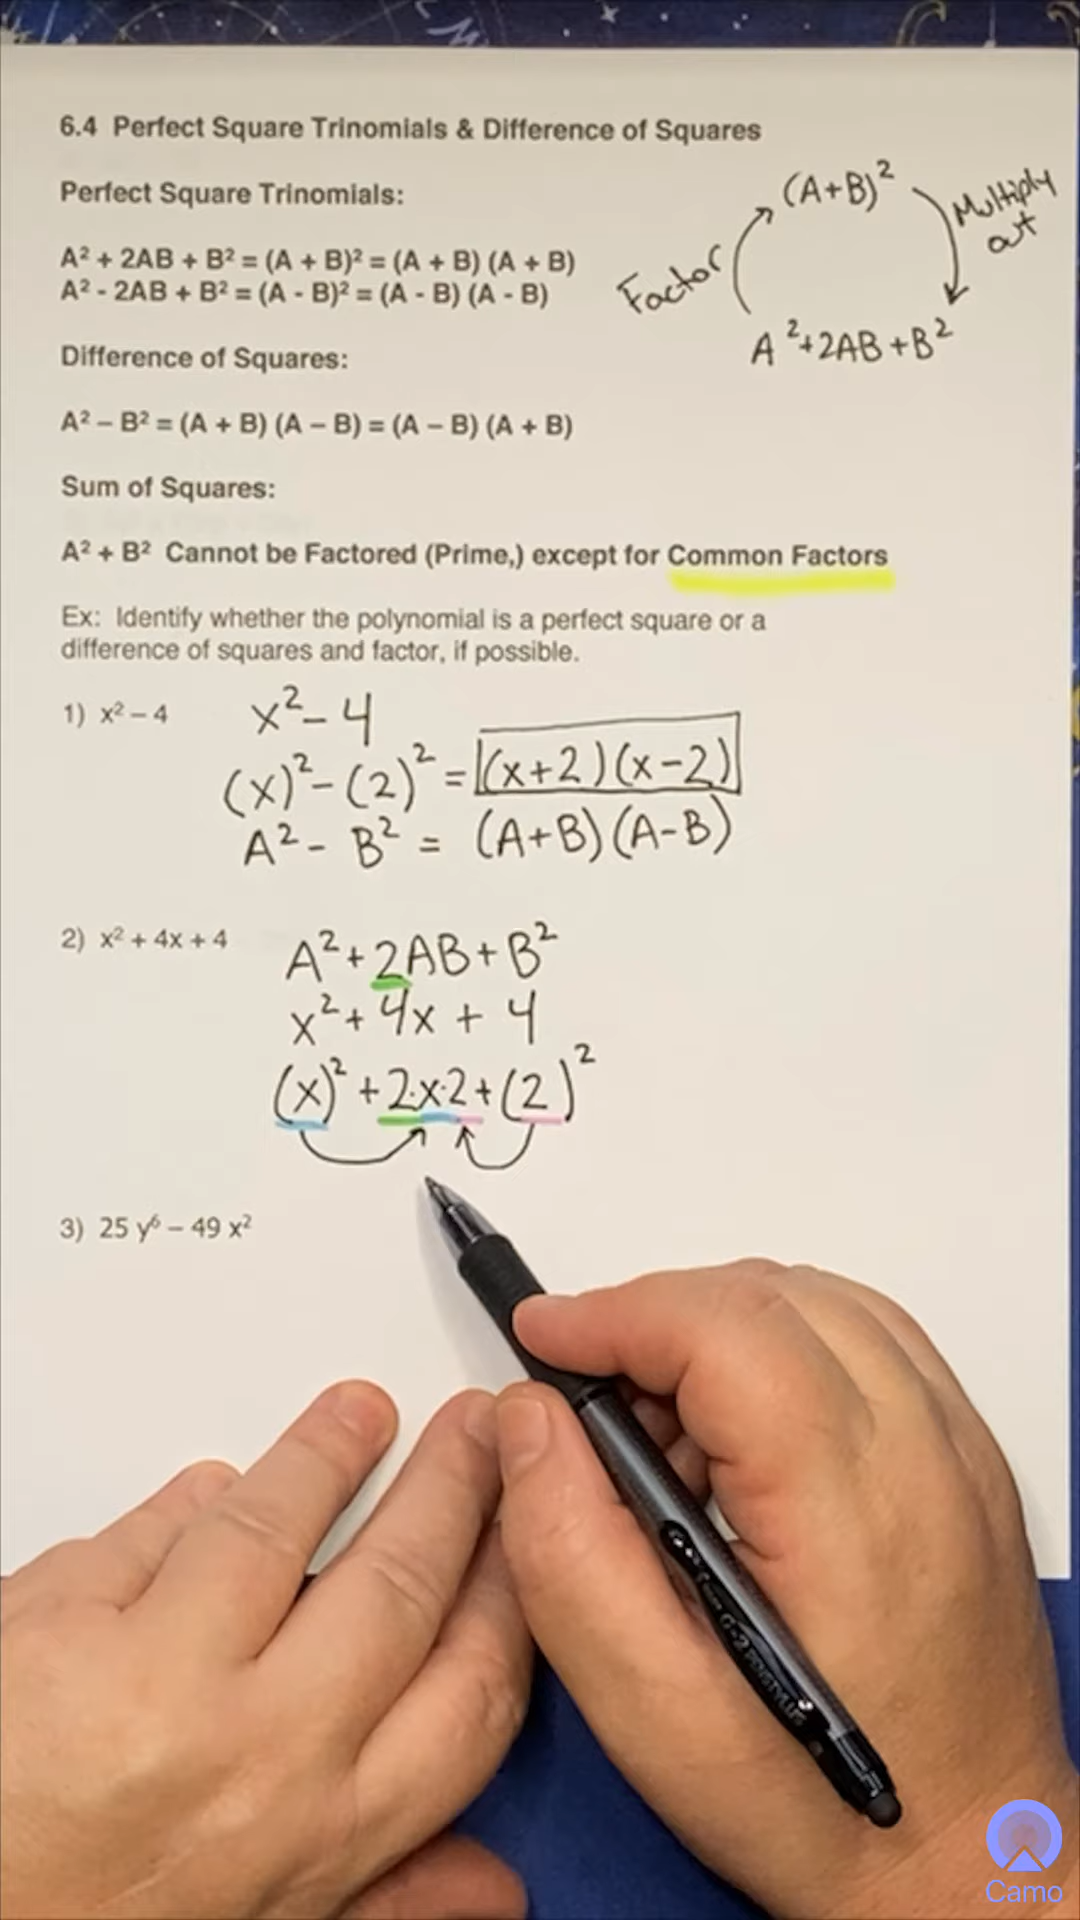 6.4 Perfect Square Trinomials & Difference of Squares
Perfect Square Trinomials:
A² + 2AB + B² = (A + B)² = (A + B) (A + B)
A² - 2AB + B² = (A - B)² = (A - B) (A - B)
(A+B)²
Multiply out
Factor
A²+2AB+B²
Difference of Squares:
A² – B² = (A + B) (A – B) = (A – B) (A + B)
Sum of Squares:
A² + B² Cannot be Factored (Prime,) except for Common Factors
Ex: Identify whether the polynomial is a perfect square or a
difference of squares and factor, if possible.
1) x² – 4
x² - 4
(x)² - (2)² = (x+2)(x-2)
A² - B² = (A+B)(A-B)
2) x² + 4x + 4
A² + 2AB + B²
x² + 4x + 4
(x)² + 2·x·2 + (2)²
3) 25 y⁶ – 49 x²
G-2
Camo